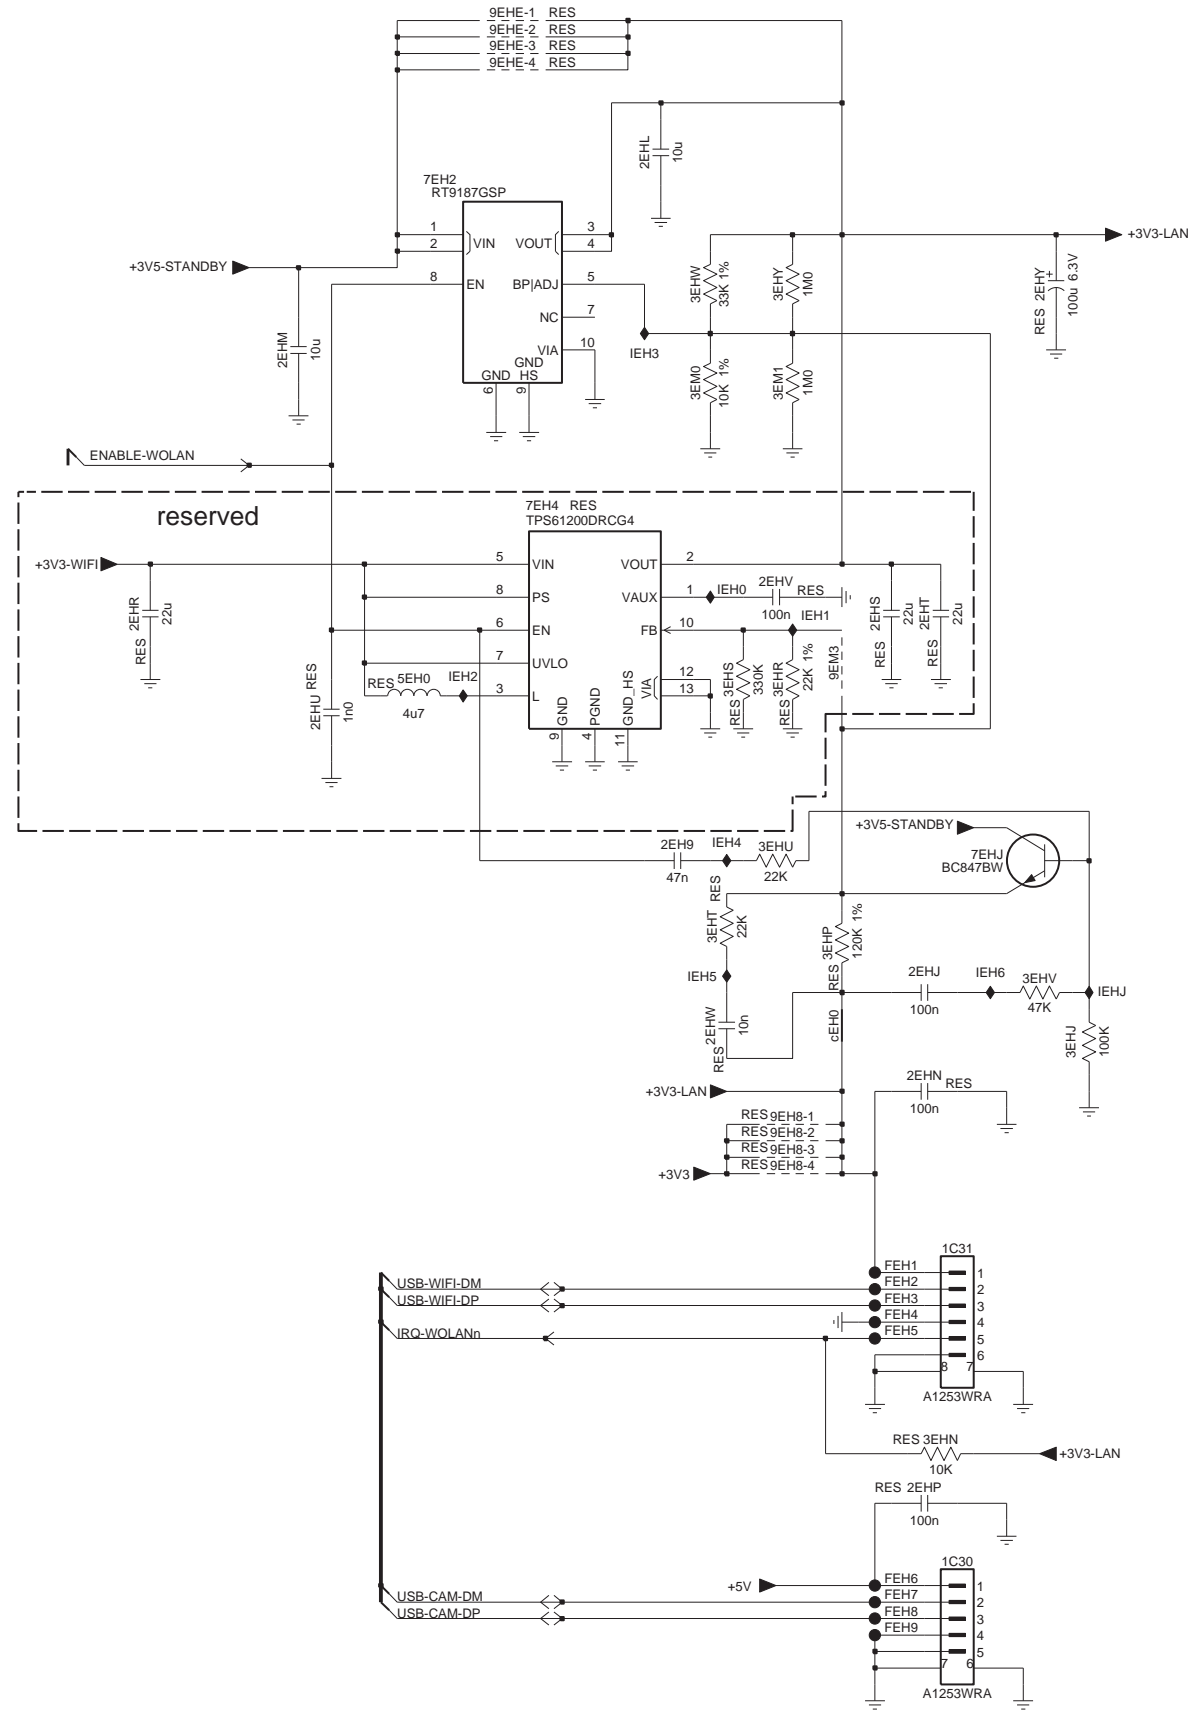 9EHE-1 RES
9EHE-2 RES
9EHE-3 RES
9EHE-4 RES
2EHL
10u
7EH2
RT9187GSP
1
2
VIN
8
EN
VOUT
3
4
BP|ADJ
5
NC
7
VIA
10
GND
6
GND
HS
9
+3V5-STANDBY
2EHM
10u
IEH3
3EHW
33K 1%
3EHY
1M0
3EM0
10K 1%
3EM1
1M0
+3V3-LAN
RES 2EHY
+
100u 6.3V
ENABLE-WOLAN
reserved
7EH4 RES
TPS61200DRCG4
+3V3-WIFI
RES 2EHR
22u
5
VIN
8
PS
6
EN
7
UVLO
3
L
VOUT
2
VAUX
1
FB
10
VIA
12
13
GND
9
PGND
4
GND_HS
11
RES 5EH0
4u7
IEH2
2EHU RES
1n0
IEH0
2EHV
RES
100n
IEH1
RES 3EHS
330K
RES 3EHR
22K 1%
9EM3
RES 2EHS
22u
RES 2EHT
22u
+3V5-STANDBY
7EHJ
BC847BW
2EH9
47n
IEH4
3EHU
22K
3EHT RES
22K
IEH5
RES 2EHW
10n
RES 3EHP
120K 1%
cEH0
2EHJ
100n
IEH6
3EHV
47K
IEHJ
3EHJ
100K
+3V3-LAN
2EHN
RES
100n
RES 9EH8-1
RES 9EH8-2
RES 9EH8-3
RES 9EH8-4
+3V3
1C31
FEH1
1
USB-WIFI-DM
FEH2
2
USB-WIFI-DP
FEH3
3
FEH4
4
IRQ-WOLANn
FEH5
5
6
8
7
A1253WRA
RES 3EHN
10K
+3V3-LAN
RES 2EHP
100n
1C30
+5V
FEH6
1
USB-CAM-DM
FEH7
2
USB-CAM-DP
FEH8
3
FEH9
4
5
7
6
A1253WRA